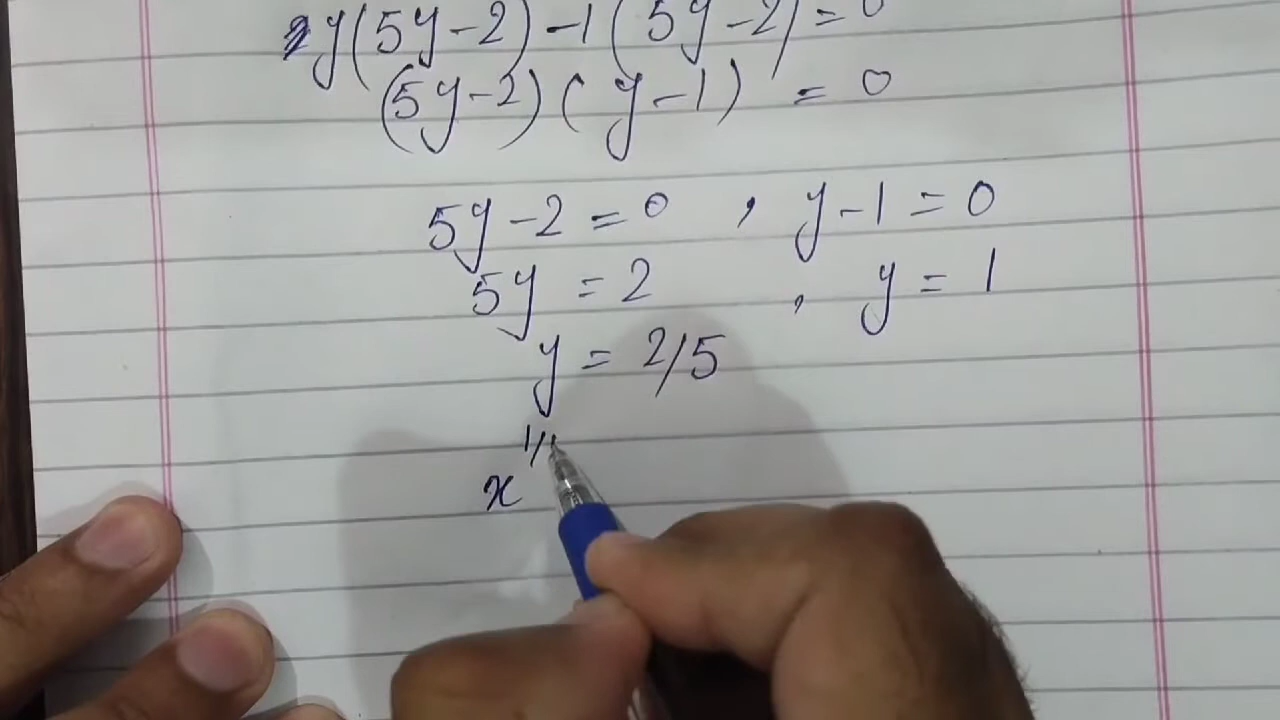 y(5y-2)-1(5y-2)=0
(5y-2)(y-1) = 0
5y-2=0 , y-1=0
5y = 2 , y = 1
y = 2/5
x^1/